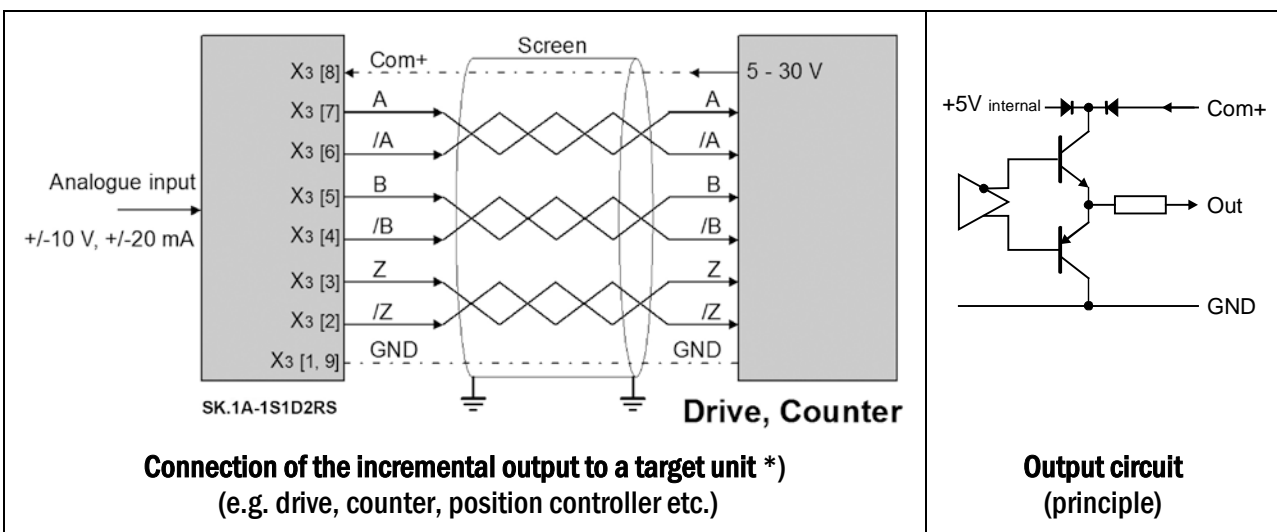 Screen
X3 [8]
Com+
5 - 30 V
X3 [7]
A
A
X3 [6]
/A
/A
X3 [5]
B
B
X3 [4]
/B
/B
X3 [3]
Z
Z
X3 [2]
/Z
/Z
X3 [1, 9]
GND
GND
Analogue input
+/-10 V, +/-20 mA
SK.1A-1S1D2RS
Drive, Counter
Connection of the incremental output to a target unit *)
(e.g. drive, counter, position controller etc.)
+5V internal
Com+
Out
GND
Output circuit
(principle)